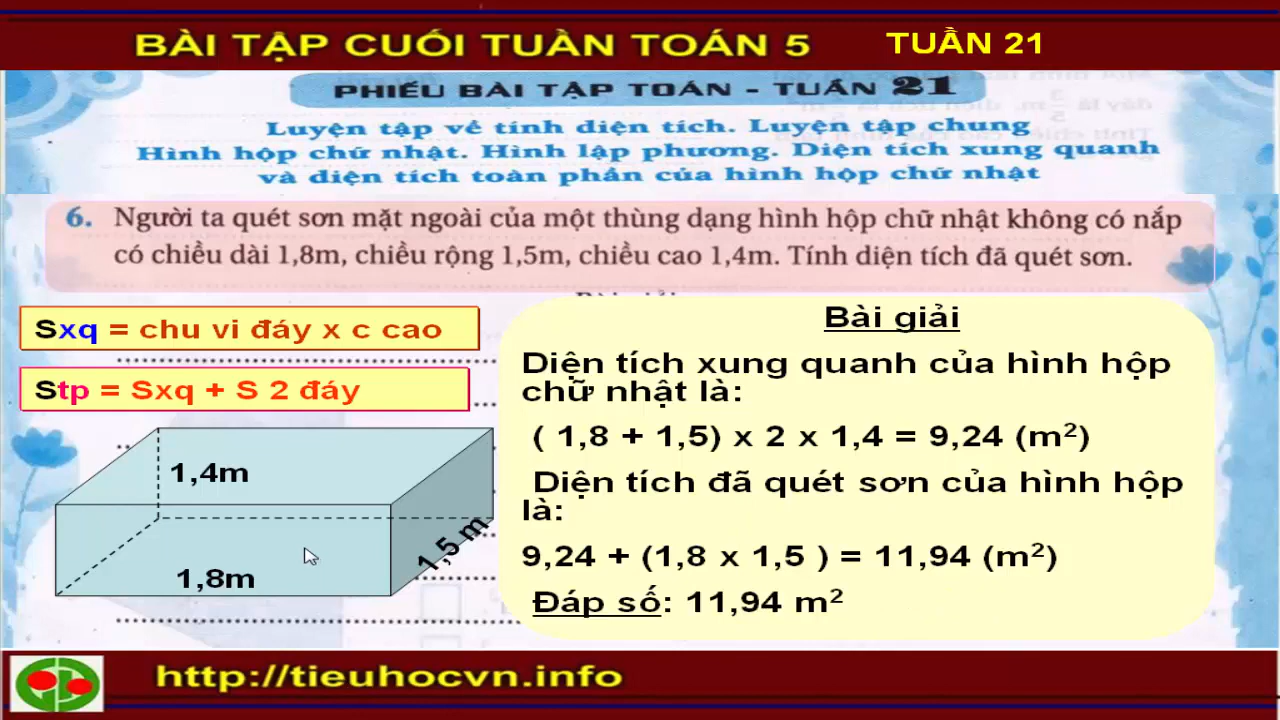 BÀI TẬP CUÓI TUẦN TOÁN 5 TUẦN 21
PHIẾU BÀI TẬP TOÁN - TUẦN 21
Luyện tập về tính diện tích. Luyện tập chung
Hình hộp chữ nhật. Hình lập phương. Diện tích xung quanh
và diện tích toàn phần của hình hộp chữ nhật
6. Người ta quét sơn mặt ngoài của một thùng dạng hình hộp chữ nhật không có nắp
có chiều dài 1,8m, chiều rộng 1,5m, chiều cao 1,4m. Tính diện tích đã quét sơn.
Sxq = chu vi đáy x c cao
Stp = Sxq + S 2 đáy
1,4m
1,5 m
1,8m
Bài giải
Diện tích xung quanh của hình hộp
chữ nhật là:
( 1,8 + 1,5) x 2 x 1,4 = 9,24 (m²)
Diện tích đã quét sơn của hình hộp
là:
9,24 + (1,8 x 1,5 ) = 11,94 (m²)
Đáp số: 11,94 m²
http://tieuhocvn.info